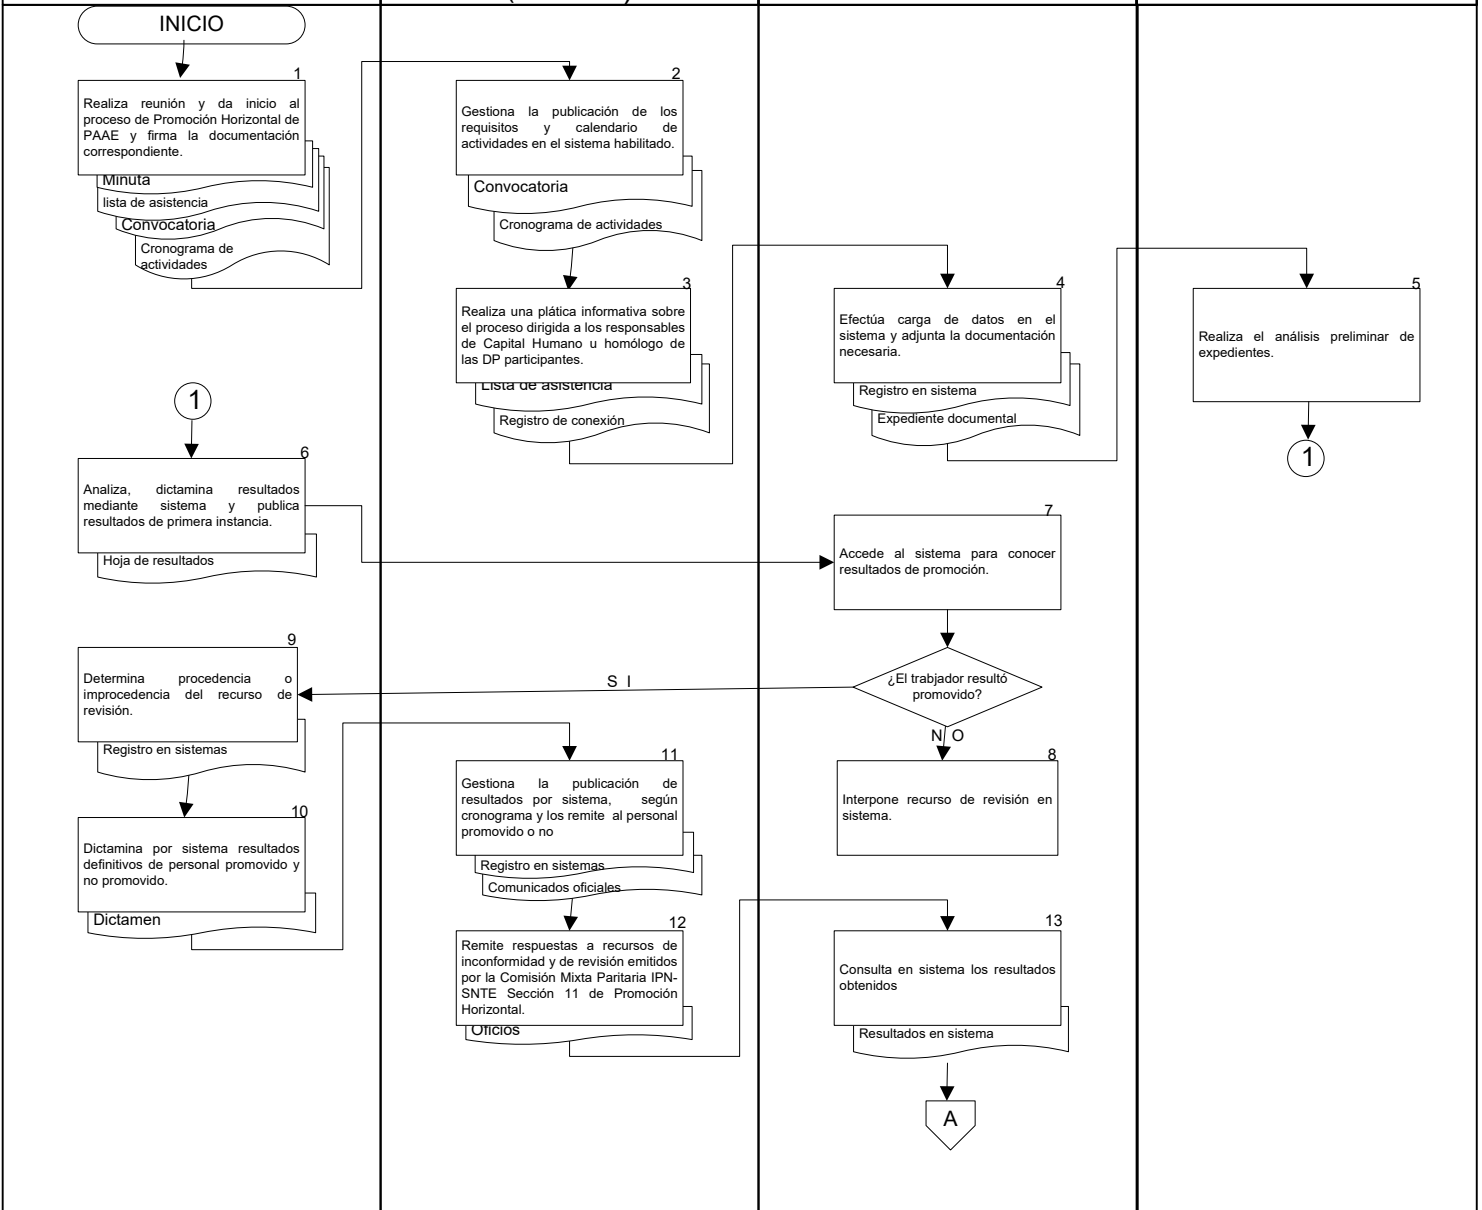 INICIO
1
Realiza reunión y da inicio al
proceso de Promoción Horizontal de
PAAE y firma la documentación
correspondiente.
Minuta
lista de asistencia
Convocatoria
Cronograma de
actividades
2
Gestiona la publicación de los
requisitos y calendario de
actividades en el sistema habilitado.
Convocatoria
Cronograma de actividades
3
Realiza una plática informativa sobre
el proceso dirigida a los responsables
de Capital Humano u homólogo de
las DP participantes.
Lista de asistencia
Registro de conexión
4
Efectúa carga de datos en el
sistema y adjunta la documentación
necesaria.
Registro en sistema
Expediente documental
5
Realiza el análisis preliminar de
expedientes.
1
1
6
Analiza, dictamina resultados
mediante sistema y publica
resultados de primera instancia.
Hoja de resultados
7
Accede al sistema para conocer
resultados de promoción.
¿El trabjador resultó
promovido?
S I
N O
8
Interpone recurso de revisión en
sistema.
9
Determina procedencia o
improcedencia del recurso de
revisión.
Registro en sistemas
10
Dictamina por sistema resultados
definitivos de personal promovido y
no promovido.
Dictamen
11
Gestiona la publicación de
resultados por sistema, según
cronograma y los remite al personal
promovido o no
Registro en sistemas
Comunicados oficiales
12
Remite respuestas a recursos de
inconformidad y de revisión emitidos
por la Comisión Mixta Paritaria IPN-
SNTE Sección 11 de Promoción
Horizontal.
Oficios
13
Consulta en sistema los resultados
obtenidos
Resultados en sistema
A